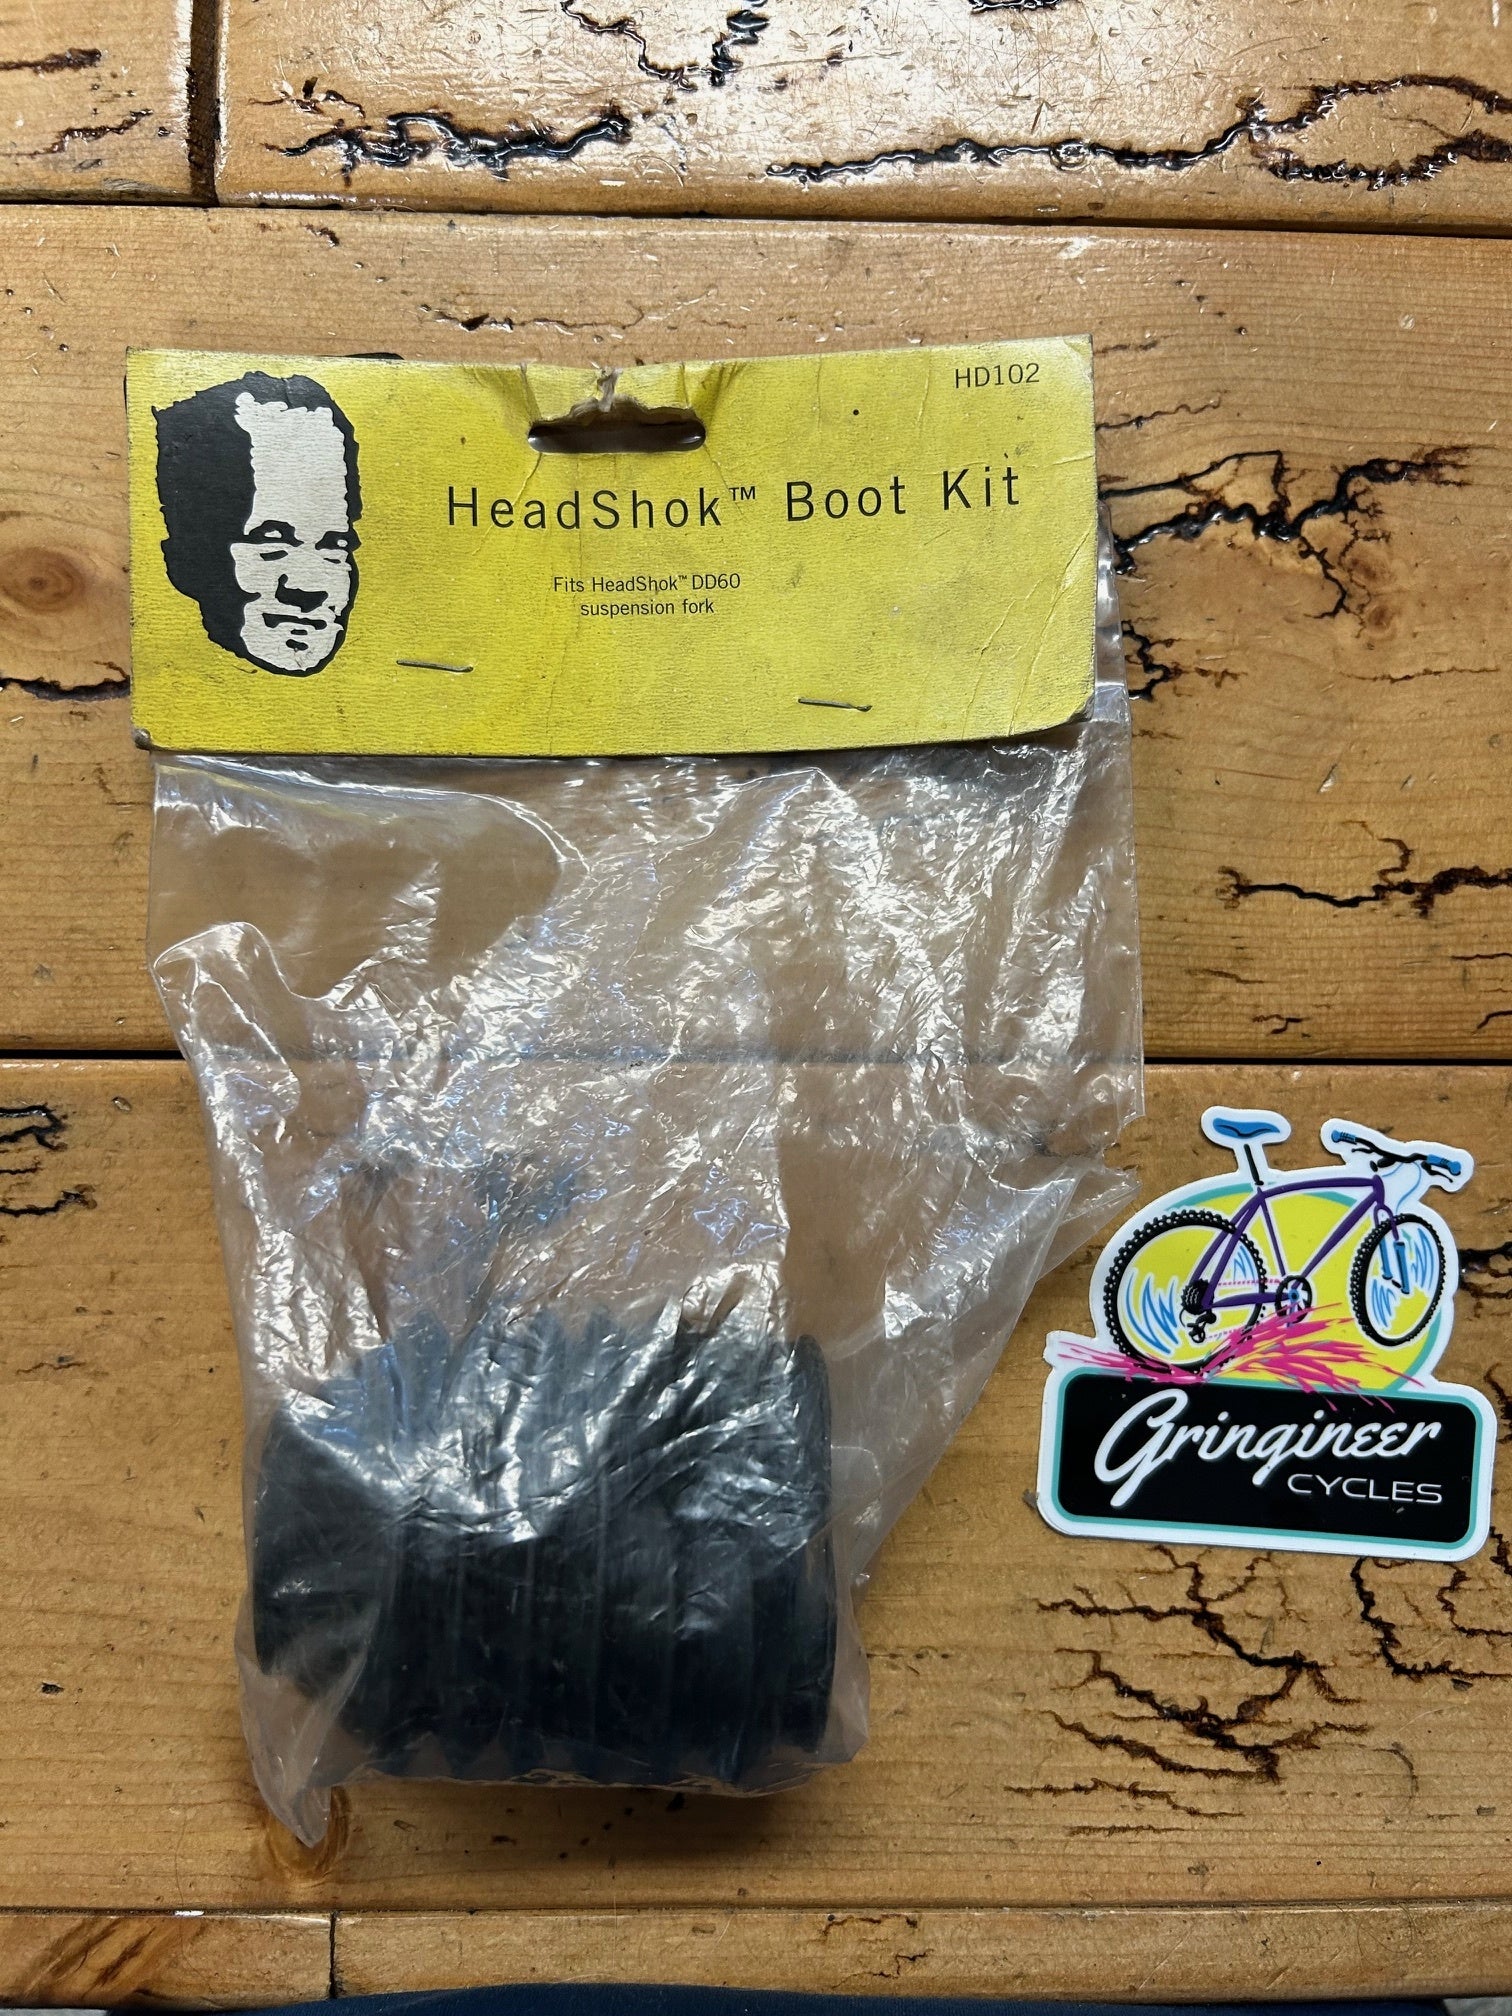 HD102
HeadShok™ Boot Kit
Fits HeadShok™ DD60
suspension fork
Gringineer
CYCLES